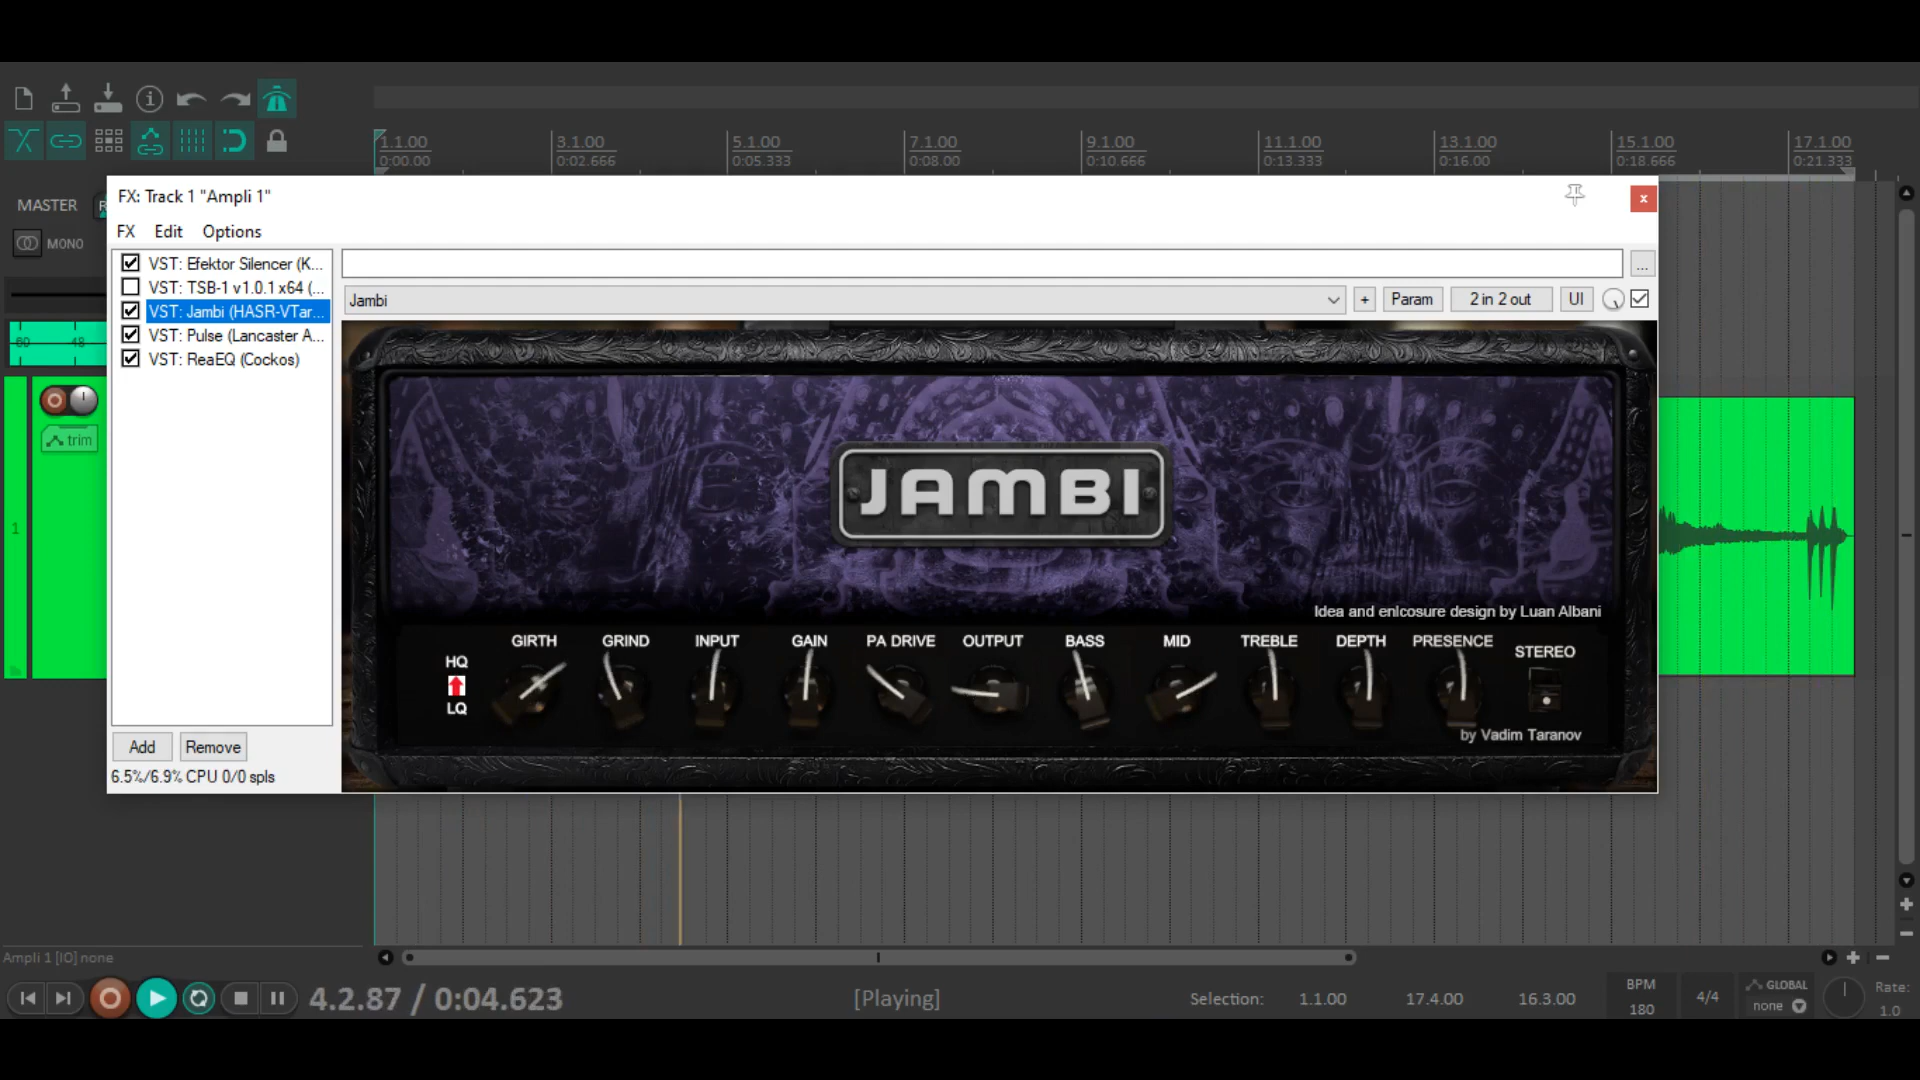 1.1.00 3.1.00 5.1.00 7.1.00 9.1.00 11.1.00 13.1.00 15.1.00 17.1.00
0:00.00 0:02.666 0:05.333 0:08.00 0:10.666 0:13.333 0:16.00 0:18.666 0:21.333
MASTER
MONO
-60 -48
trim
1
FX: Track 1 "Ampli 1"
x
FX Edit Options
VST: Efektor Silencer (K...
VST: TSB-1 v1.0.1 x64 (...
VST: Jambi (HASR-VTar...
VST: Pulse (Lancaster A...
VST: ReaEQ (Cockos)
...
Jambi + Param 2 in 2 out UI
JAMBI
Idea and enlcosure design by Luan Albani
GIRTH GRIND INPUT GAIN PA DRIVE OUTPUT BASS MID TREBLE DEPTH PRESENCE STEREO
HQ
LQ
by Vadim Taranov
Add Remove
6.5%/6.9% CPU 0/0 spls
Ampli 1 [IO] none
4.2.87 / 0:04.623 [Playing] Selection: 1.1.00 17.4.00 16.3.00
BPM
180
4/4
GLOBAL
none
Rate:
1.0